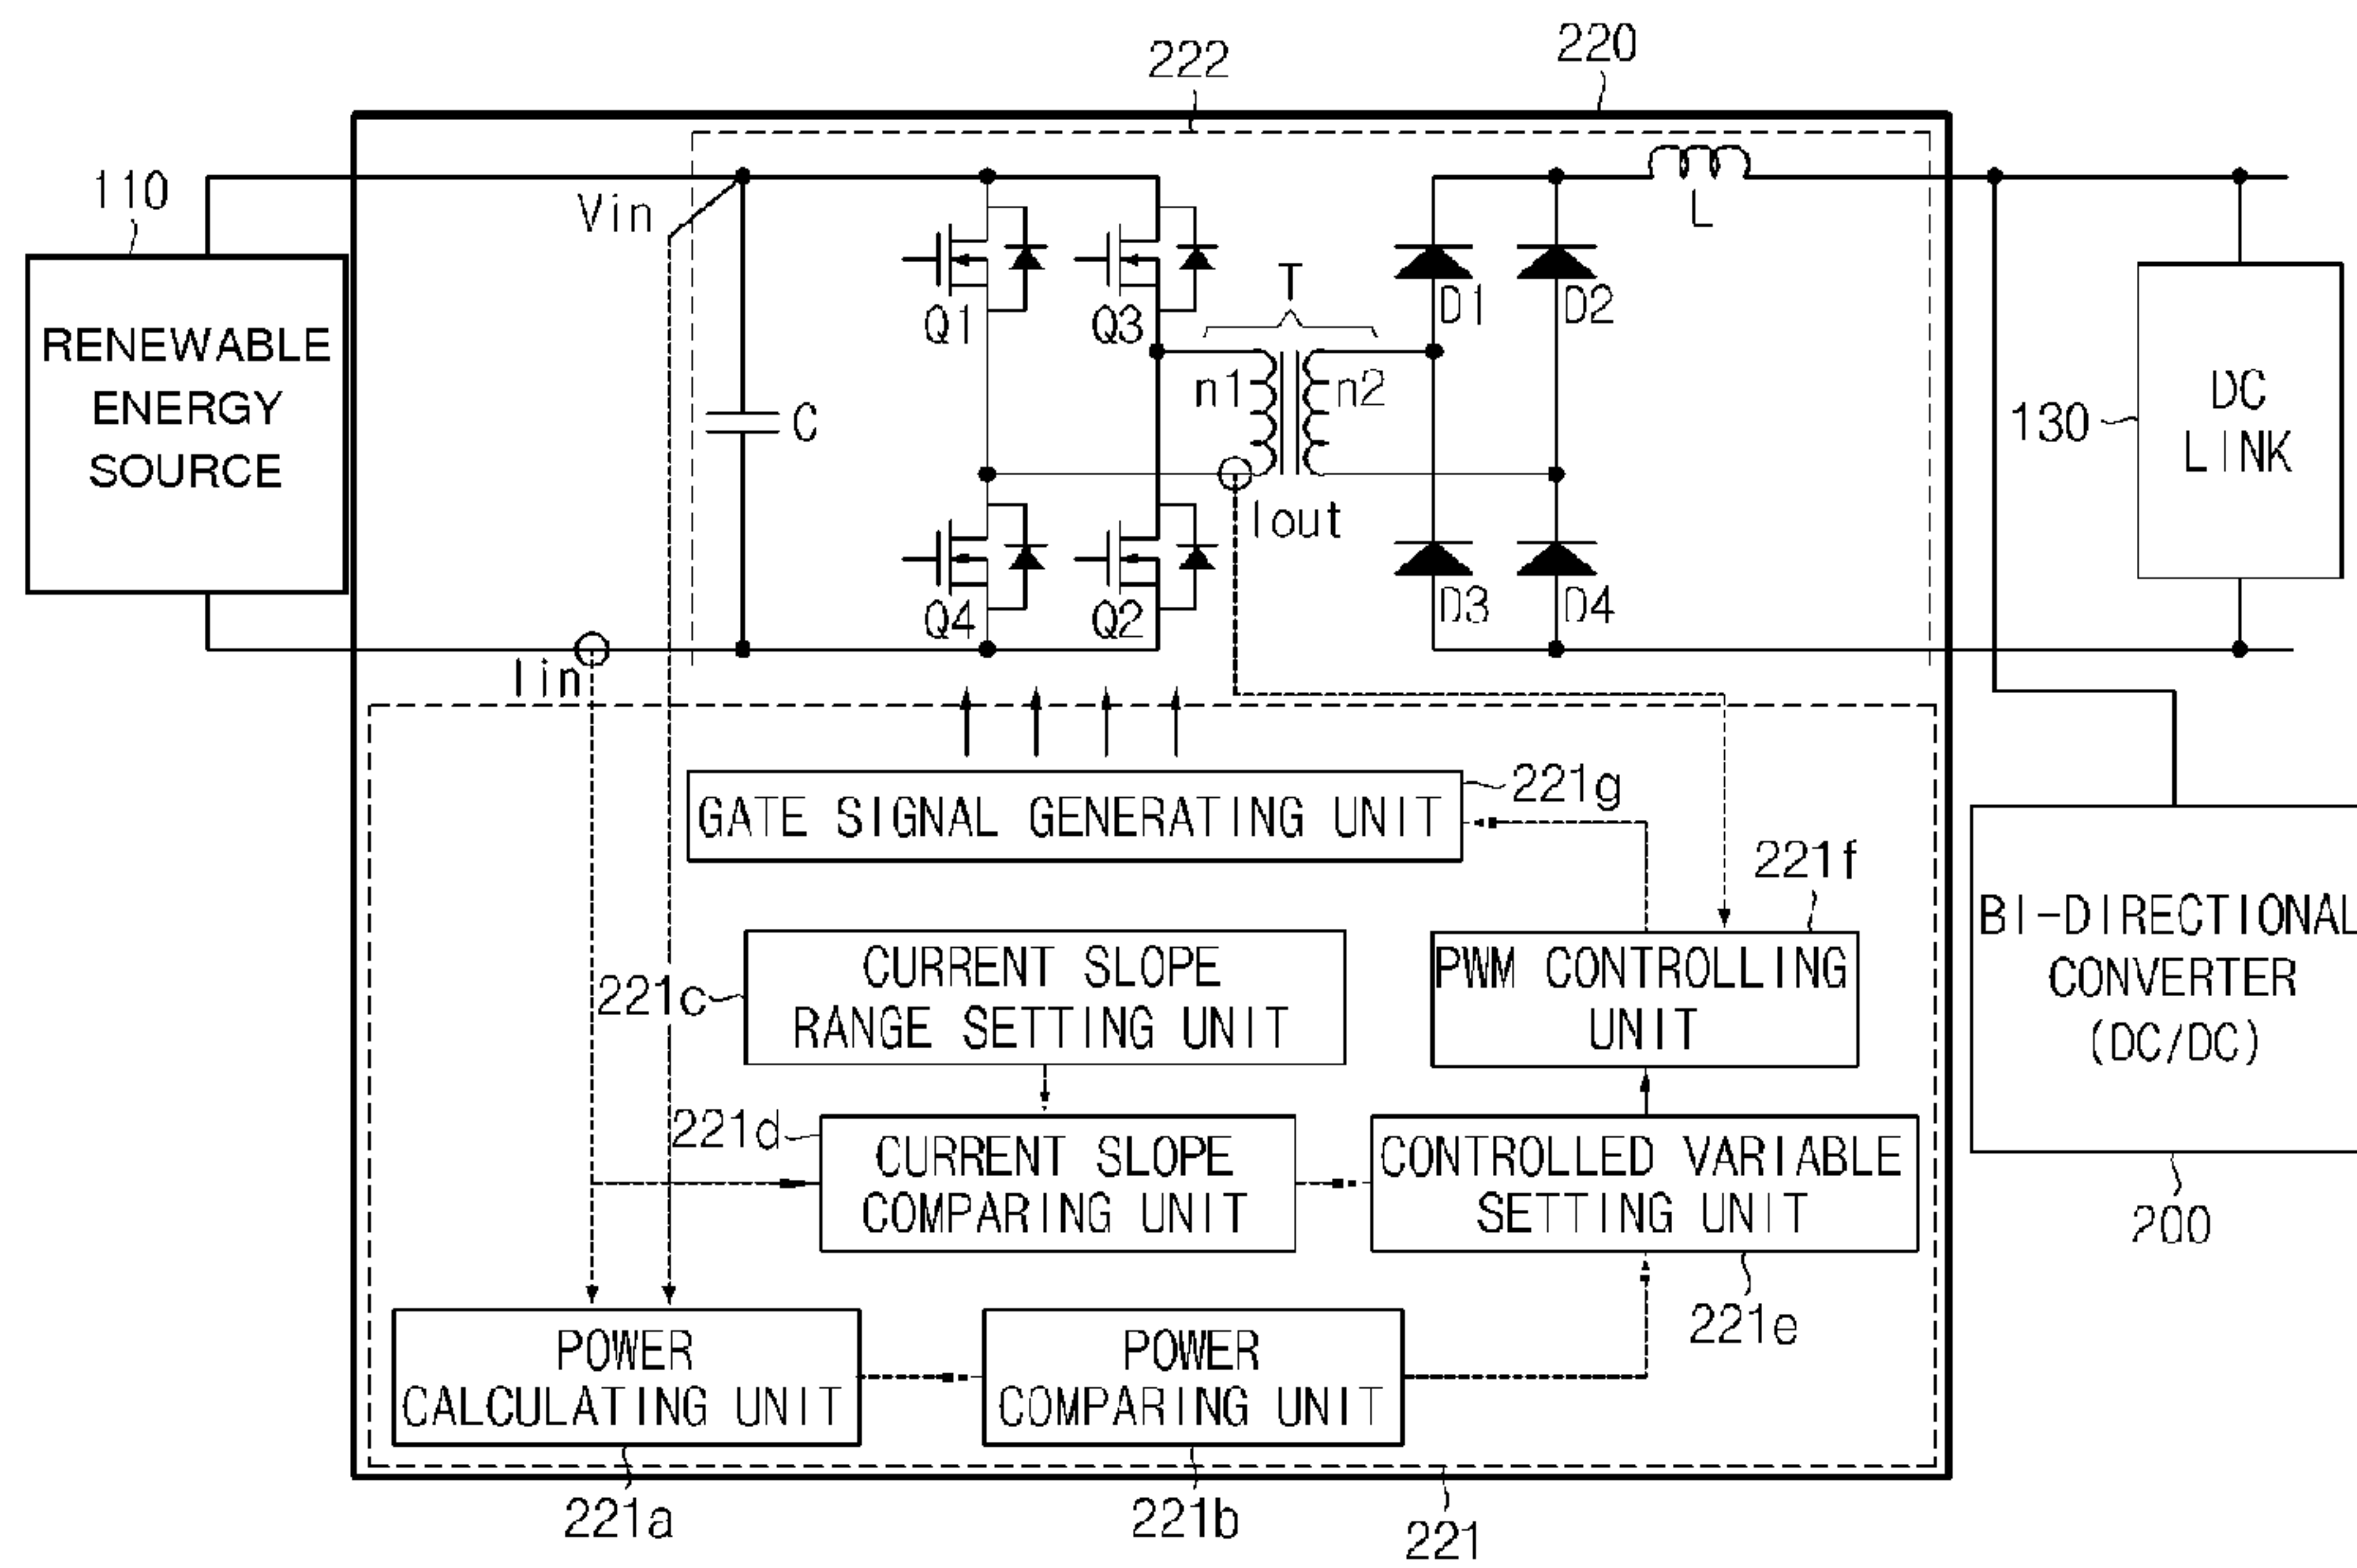 220
222
110
Vin
L
RENEWABLE
ENERGY
SOURCE
Q1
Q3
T
D1
D2
n1
n2
C
130
DC
LINK
Iout
Q4
Q2
D3
D4
Iin
GATE SIGNAL GENERATING UNIT
221g
221f
CURRENT SLOPE
RANGE SETTING UNIT
221c
PWM CONTROLLING
UNIT
BI-DIRECTIONAL
CONVERTER
(DC/DC)
221d
CURRENT SLOPE
COMPARING UNIT
CONTROLLED VARIABLE
SETTING UNIT
200
221e
POWER
CALCULATING UNIT
POWER
COMPARING UNIT
221a
221b
221